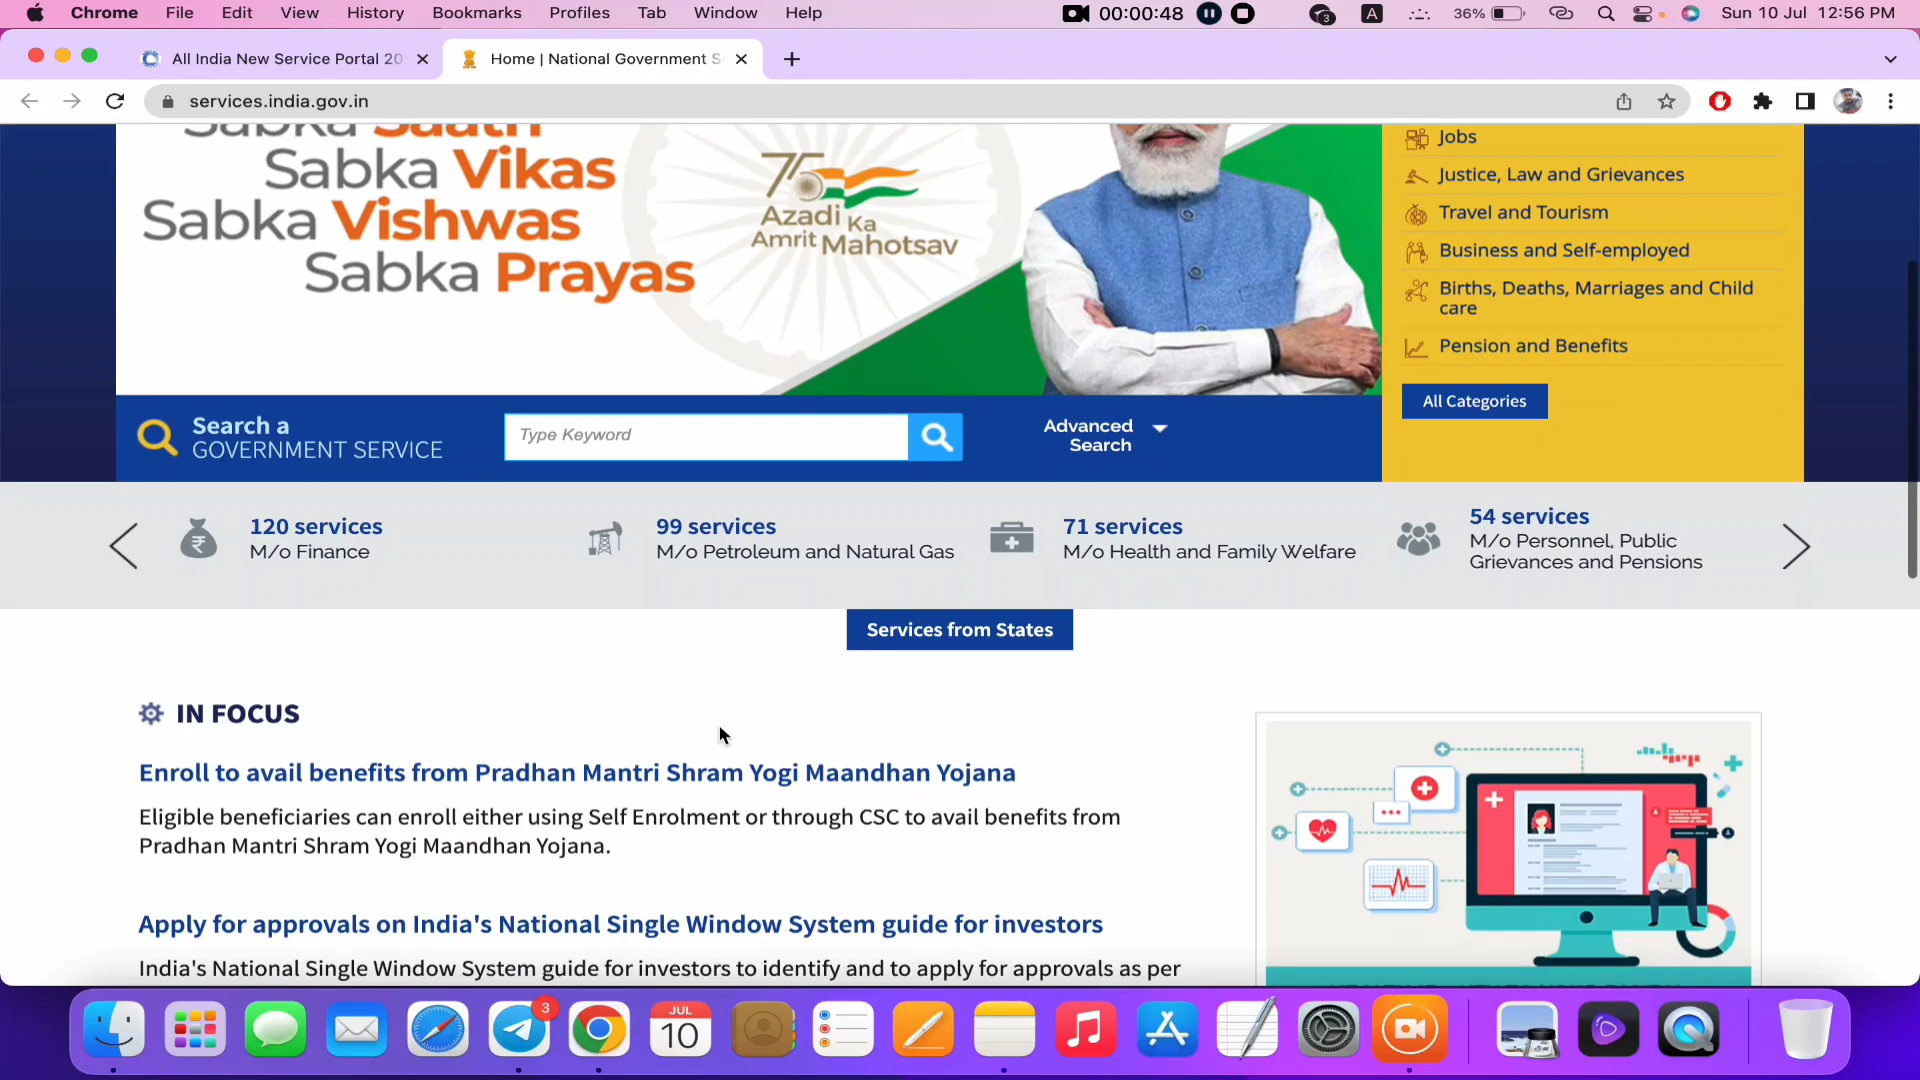 Chrome File Edit View History Bookmarks Profiles Tab Window Help 00:00:48 3 A 36% Sun 10 Jul 12:56 PM
All India New Service Portal 20
Home | National Government S
services.india.gov.in
Sabka Saath
Sabka Vikas
Sabka Vishwas
Sabka Prayas
75
Azadi Ka
Amrit Mahotsav
Jobs
Justice, Law and Grievances
Travel and Tourism
Business and Self-employed
Births, Deaths, Marriages and Child
care
Pension and Benefits
All Categories
Search a
GOVERNMENT SERVICE
Type Keyword
Advanced
Search
120 services
M/o Finance
99 services
M/o Petroleum and Natural Gas
71 services
M/o Health and Family Welfare
54 services
M/o Personnel, Public
Grievances and Pensions
Services from States
IN FOCUS
Enroll to avail benefits from Pradhan Mantri Shram Yogi Maandhan Yojana
Eligible beneficiaries can enroll either using Self Enrolment or through CSC to avail benefits from
Pradhan Mantri Shram Yogi Maandhan Yojana.
Apply for approvals on India's National Single Window System guide for investors
India's National Single Window System guide for investors to identify and to apply for approvals as per
3
JUL
10